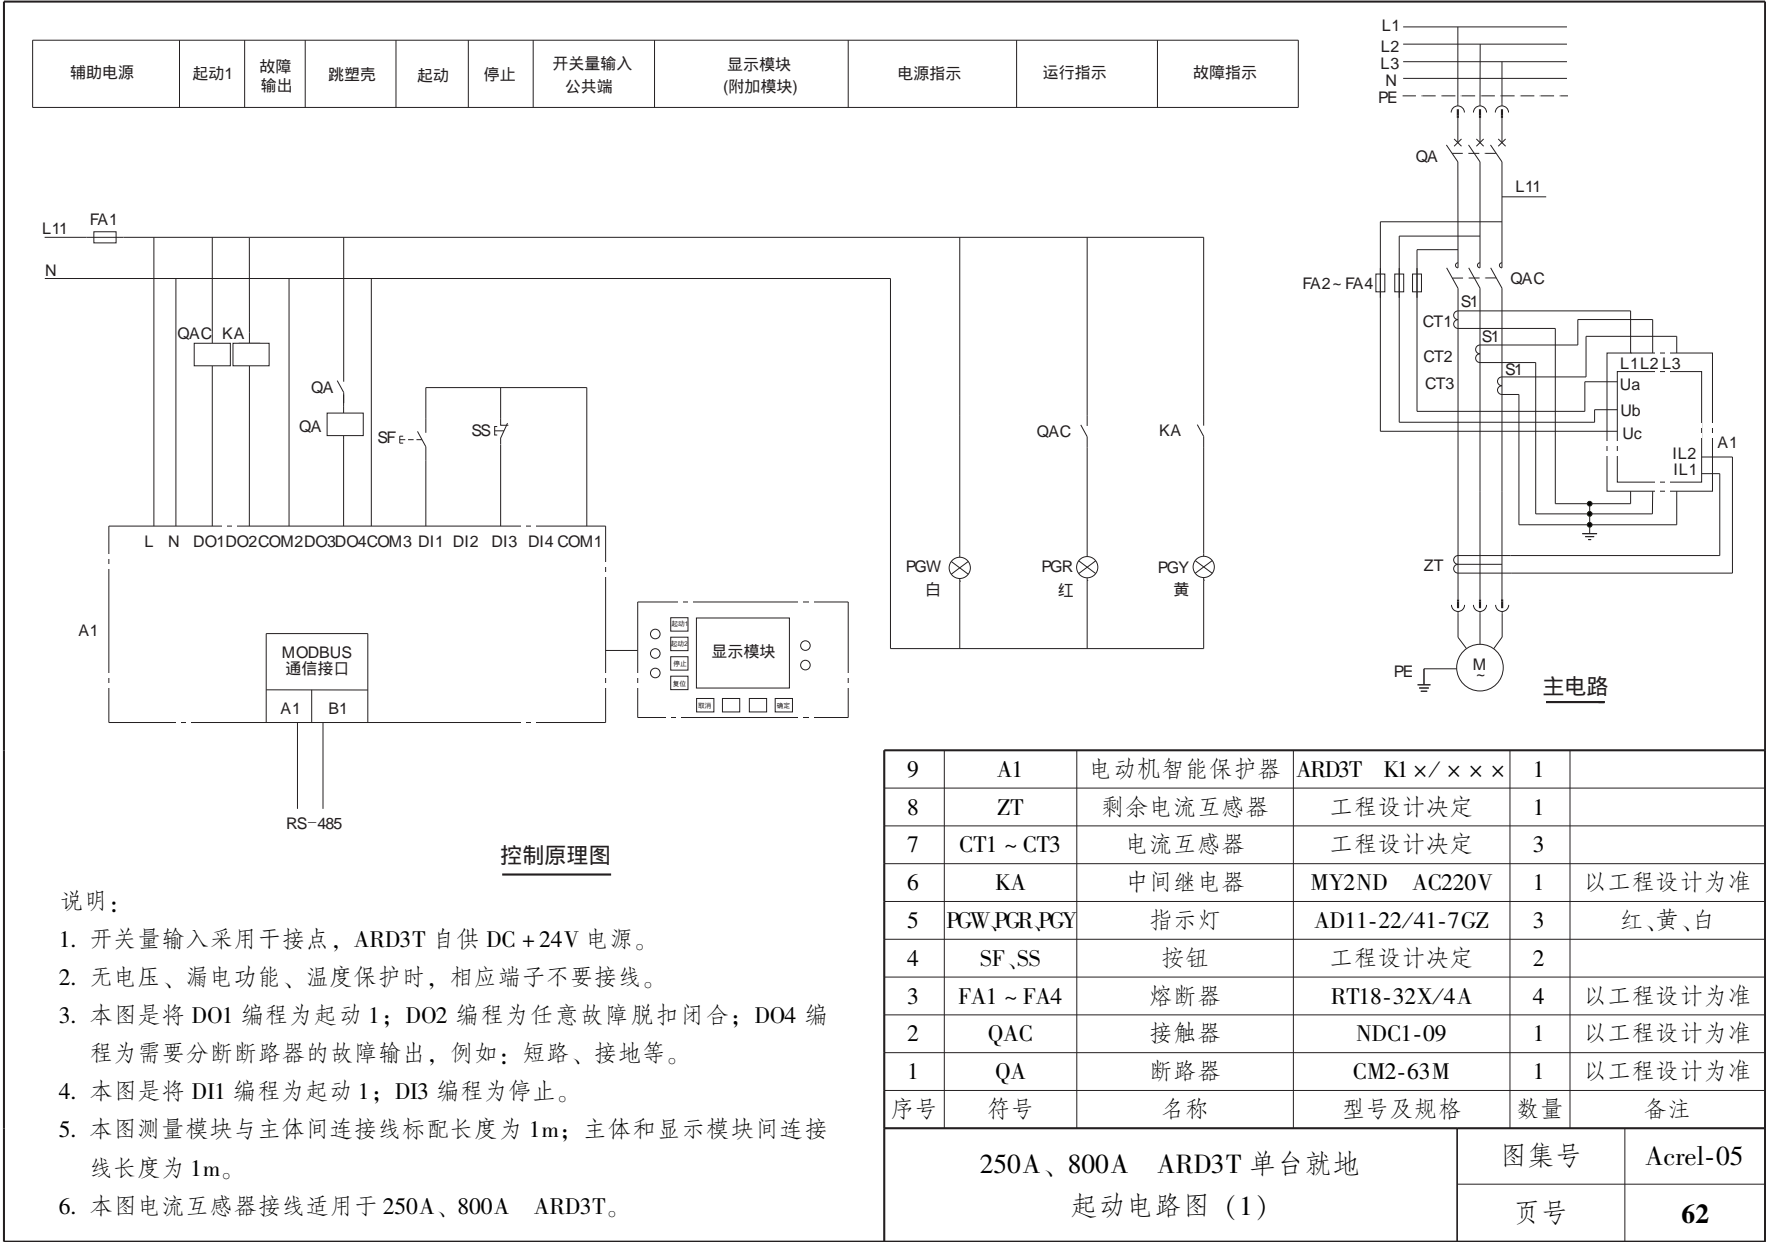 辅助电源 起动1 故障输出 跳塑壳 起动 停止 开关量输入公共端 显示模块(附加模块) 电源指示 运行指示 故障指示
L1
L2
L3
N
PE
QA
L11
FA2~FA4
QAC
S1
CT1
S1
CT2
S1
CT3
L1 L2 L3
Ua
Ub
Uc
A1
IL2
IL1
ZT
PE
M
~
主电路
L11 FA1
N
QAC KA
QA
QA
SF
SS
QAC
KA
L N DO1 DO2 COM2 DO3 DO4 COM3 DI1 DI2 DI3 DI4 COM1
PGW
白
PGR
红
PGY
黄
A1
MODBUS
通信接口
A1 B1
RS-485
起动1
起动2
停止
复位
显示模块
取消 确定
控制原理图
说明：
1. 开关量输入采用干接点，ARD3T 自供 DC+24V 电源。
2. 无电压、漏电功能、温度保护时，相应端子不要接线。
3. 本图是将 DO1 编程为起动 1；DO2 编程为任意故障脱扣闭合；DO4 编
程为需要分断断路器的故障输出，例如：短路、接地等。
4. 本图是将 DI1 编程为起动 1；DI3 编程为停止。
5. 本图测量模块与主体间连接线标配长度为 1m；主体和显示模块间连接
线长度为 1m。
6. 本图电流互感器接线适用于 250A、800A ARD3T。
9 A1 电动机智能保护器 ARD3T K1×/××× 1
8 ZT 剩余电流互感器 工程设计决定 1
7 CT1~CT3 电流互感器 工程设计决定 3
6 KA 中间继电器 MY2ND AC220V 1 以工程设计为准
5 PGW、PGR、PGY 指示灯 AD11-22/41-7GZ 3 红、黄、白
4 SF、SS 按钮 工程设计决定 2
3 FA1~FA4 熔断器 RT18-32X/4A 4 以工程设计为准
2 QAC 接触器 NDC1-09 1 以工程设计为准
1 QA 断路器 CM2-63M 1 以工程设计为准
序号 符号 名称 型号及规格 数量 备注
250A、800A ARD3T 单台就地
起动电路图（1）
图集号 Acrel-05
页号 62